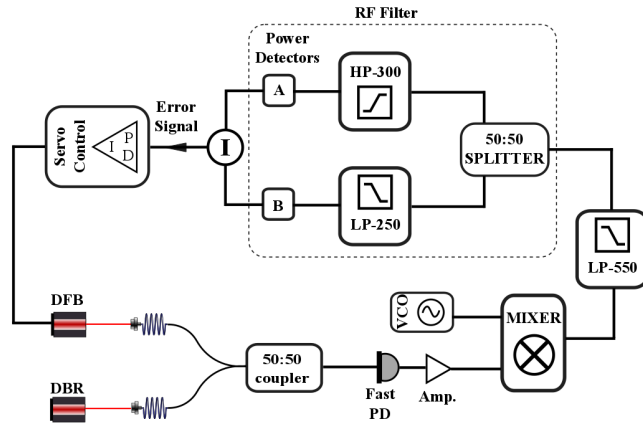 RF Filter
Power
Detectors
HP-300
A
Error
Signal
Servo
Control
P
I
D
I
50:50
SPLITTER
B
LP-250
LP-550
DFB
VCO
MIXER
50:50
coupler
DBR
Fast
PD
Amp.